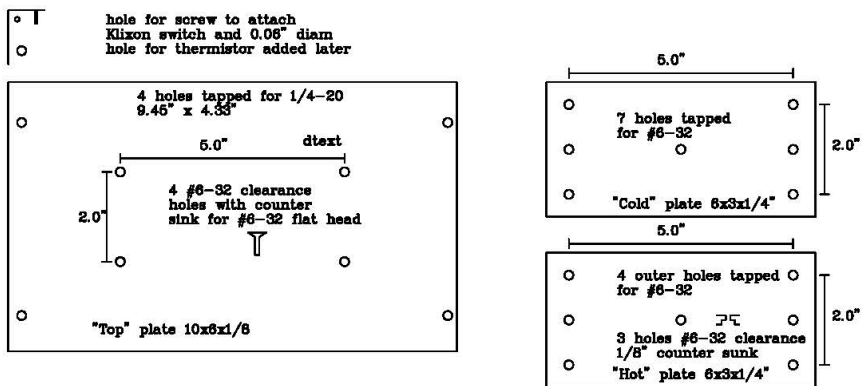 hole for screw to attach
Klixon switch and 0.06" diam
hole for thermistor added later
4 holes tapped for 1/4-20
9.45" x 4.33"
5.0"
dtext
4 #6-32 clearance
holes with counter
sink for #6-32 flat head
2.0"
"Top" plate 10x6x1/8
5.0"
7 holes tapped
for #6-32
2.0"
"Cold" plate 6x3x1/4"
5.0"
4 outer holes tapped
for #6-32
2.0"
3 holes #6-32 clearance
1/8" counter sunk
"Hot" plate 6x3x1/4"